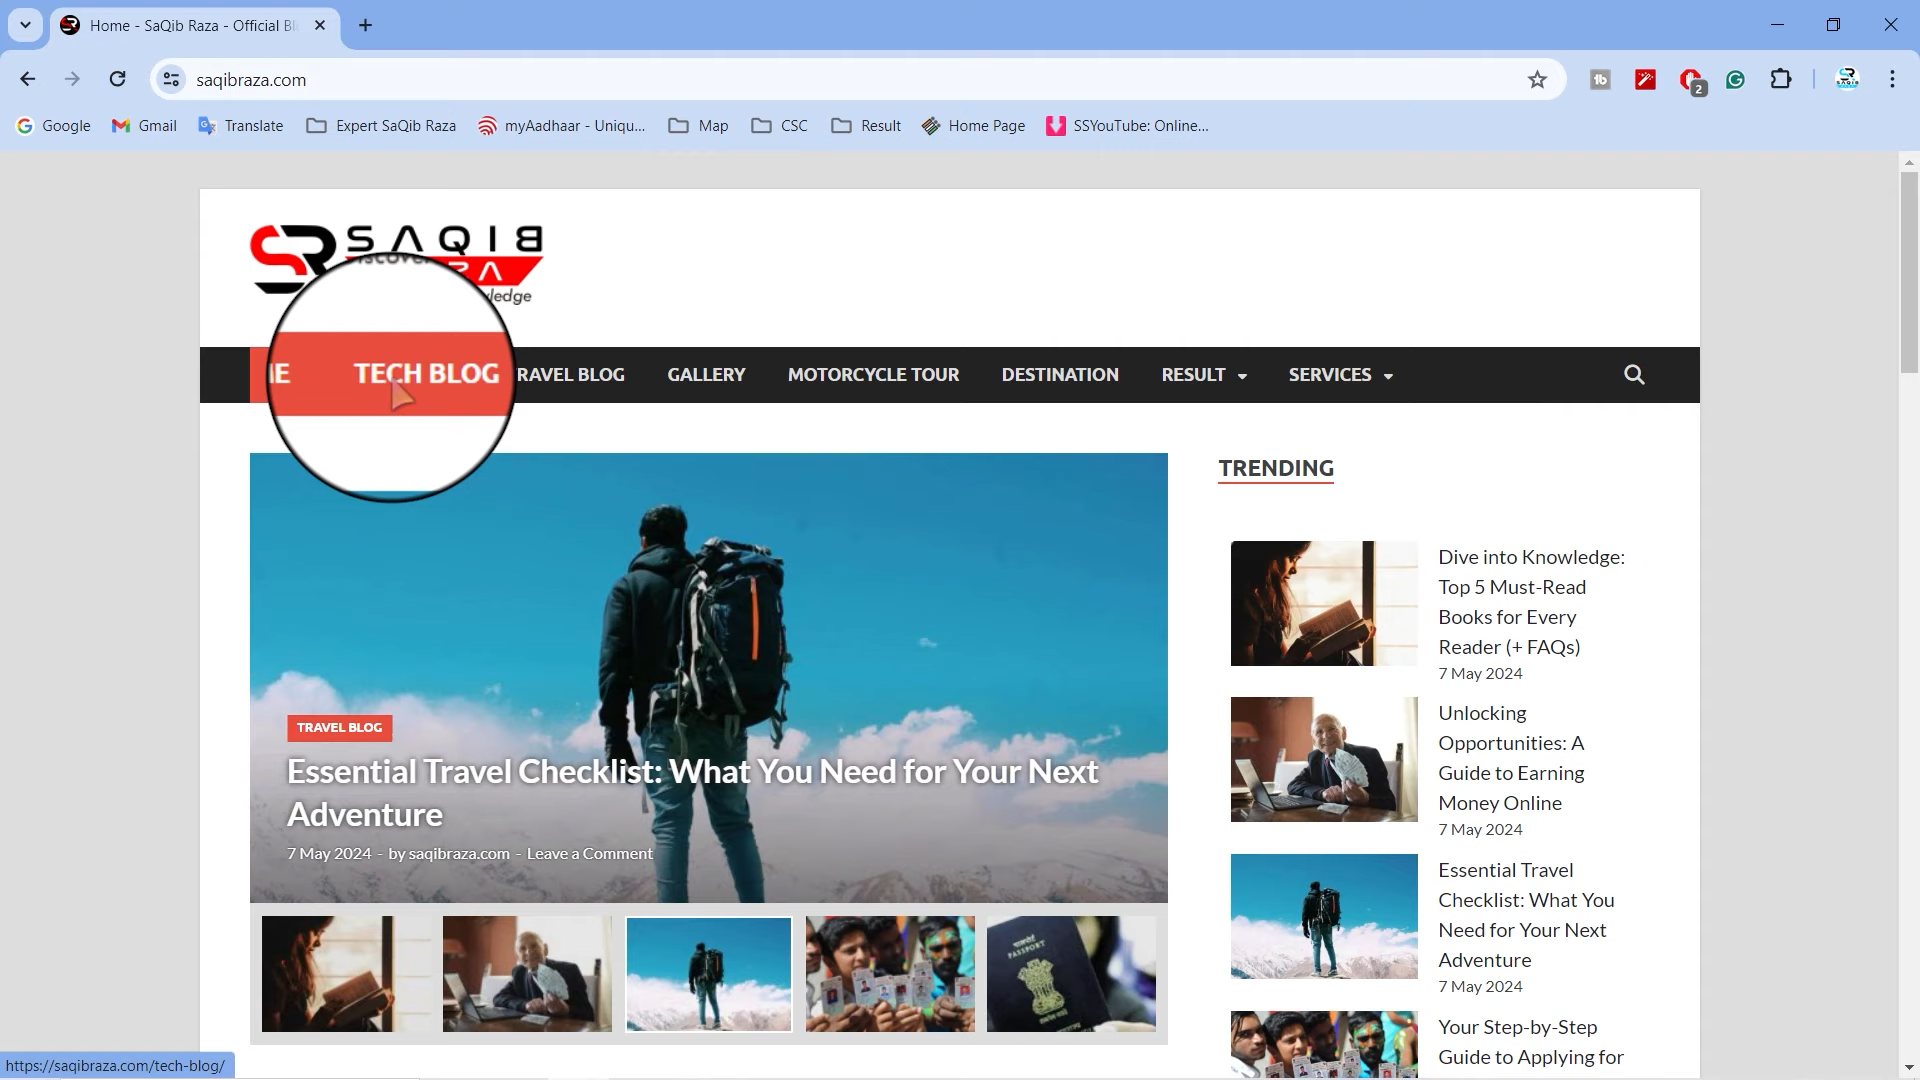 Home - SaQib Raza - Official Bl
saqibraza.com
2
Google
Gmail
Translate
Expert SaQib Raza
myAadhaar - Uniqu...
Map
CSC
Result
Home Page
SSYouTube: Online...
SAQIB
ledge
TECH BLOG
RAVEL BLOG
GALLERY
MOTORCYCLE TOUR
DESTINATION
RESULT
SERVICES
TRAVEL BLOG
Essential Travel Checklist: What You Need for Your Next
Adventure
7 May 2024 - by saqibraza.com - Leave a Comment
PASSPORT
TRENDING
Dive into Knowledge:
Top 5 Must-Read
Books for Every
Reader (+ FAQs)
7 May 2024
Unlocking
Opportunities: A
Guide to Earning
Money Online
7 May 2024
Essential Travel
Checklist: What You
Need for Your Next
Adventure
7 May 2024
Your Step-by-Step
Guide to Applying for
https://saqibraza.com/tech-blog/